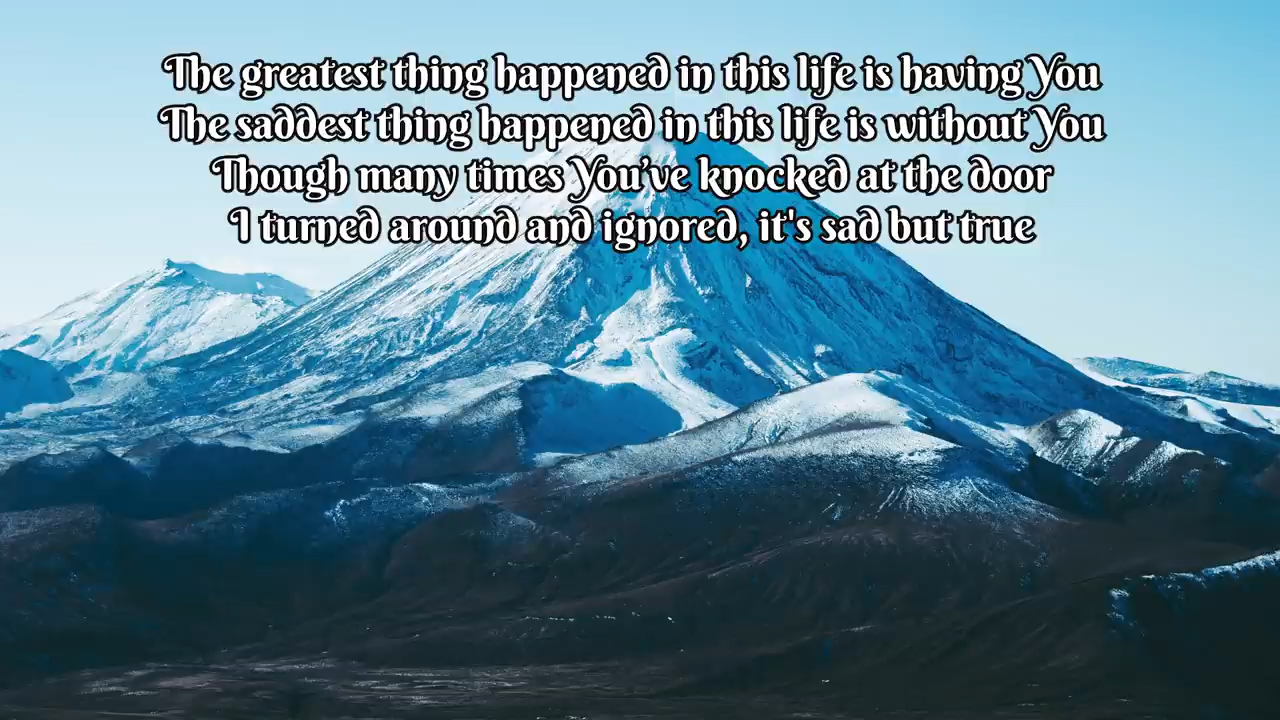 The greatest thing happened in this life is having You
The saddest thing happened in this life is without You
Though many times You’ve knocked at the door
I turned around and ignored, it's sad but true